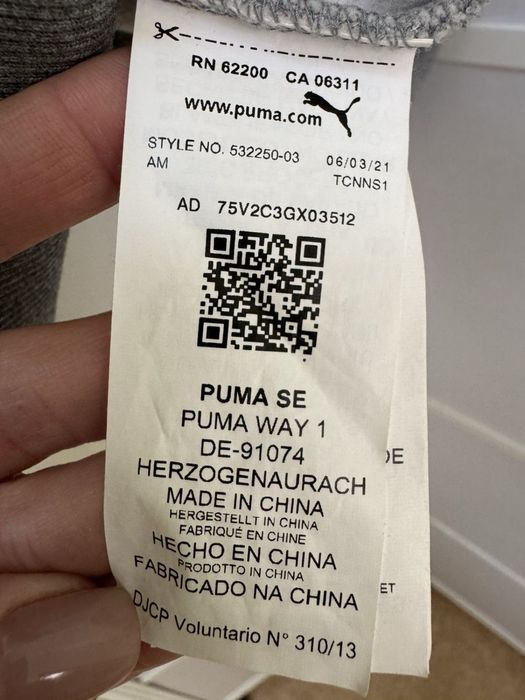 RN 62200 CA 06311
www.puma.com
STYLE NO. 532250-03 06/03/21
AM TCNNS1
AD 75V2C3GX03512
PUMA SE
PUMA WAY 1
DE-91074
HERZOGENAURACH
MADE IN CHINA
HERGESTELLT IN CHINA
FABRIQUÉ EN CHINE
HECHO EN CHINA
PRODOTTO IN CHINA
FABRICADO NA CHINA
DJCP Voluntario N° 310/13
DE
ET